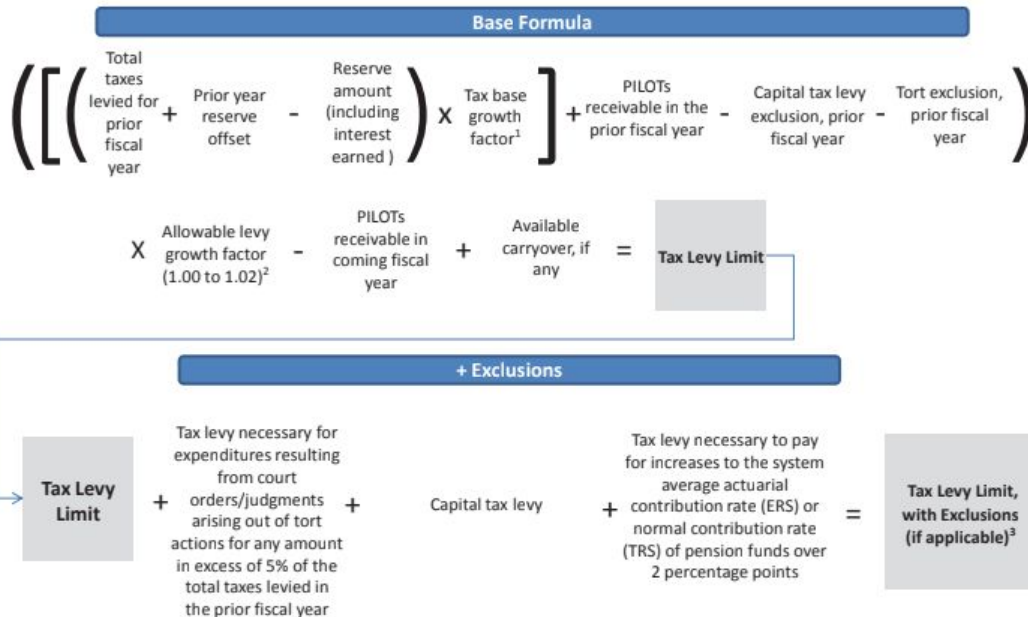 Base Formula
( [ ( Total taxes levied for prior fiscal year + Prior year reserve offset - Reserve amount (including interest earned ) ) X Tax base growth factor¹ ] + PILOTs receivable in the prior fiscal year - Capital tax levy exclusion, prior fiscal year - Tort exclusion, prior fiscal year )
X Allowable levy growth factor (1.00 to 1.02)² - PILOTs receivable in coming fiscal year + Available carryover, if any = Tax Levy Limit
+ Exclusions
Tax Levy Limit + Tax levy necessary for expenditures resulting from court orders/judgments arising out of tort actions for any amount in excess of 5% of the total taxes levied in the prior fiscal year + Capital tax levy + Tax levy necessary to pay for increases to the system average actuarial contribution rate (ERS) or normal contribution rate (TRS) of pension funds over 2 percentage points = Tax Levy Limit, with Exclusions (if applicable)³